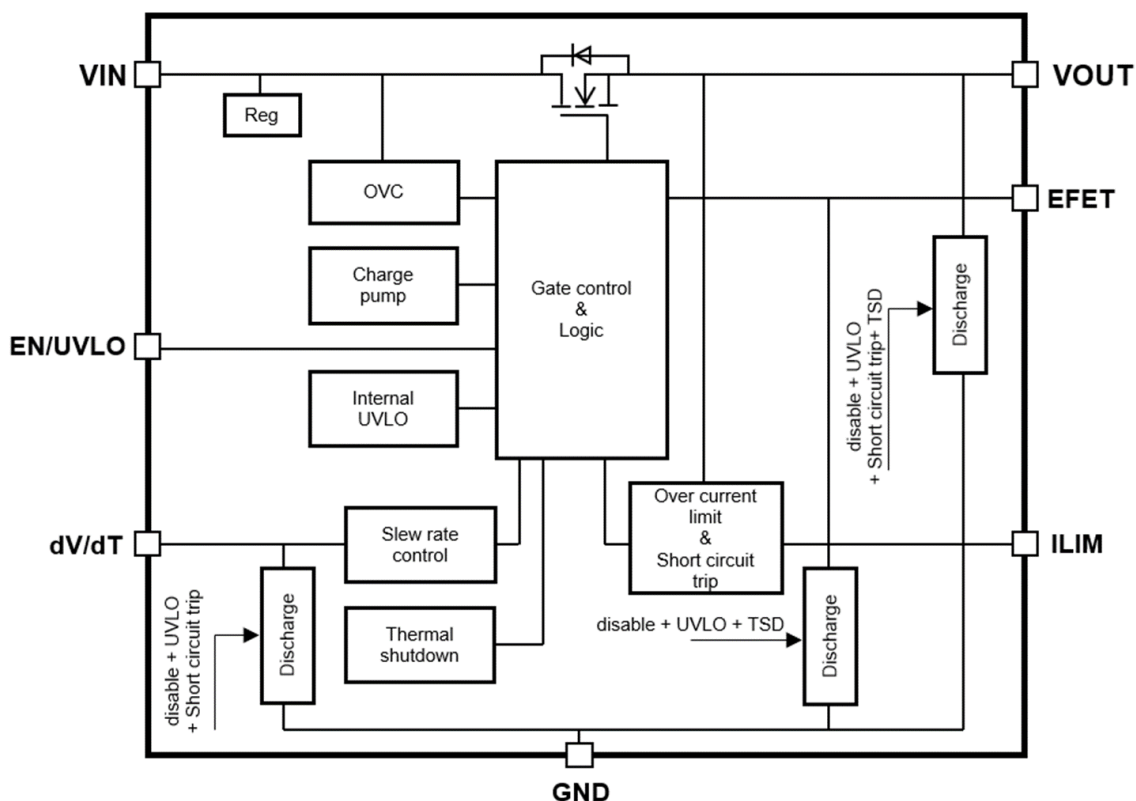 VIN
VOUT
Reg
OVC
EFET
Charge
pump
Gate control
&
Logic
Discharge
disable + UVLO
+ Short circuit trip+ TSD
EN/UVLO
Internal
UVLO
dV/dT
Slew rate
control
Over current
limit
&
Short circuit
trip
ILIM
disable + UVLO
+ Short circuit trip
Discharge
Thermal
shutdown
disable + UVLO + TSD
Discharge
GND